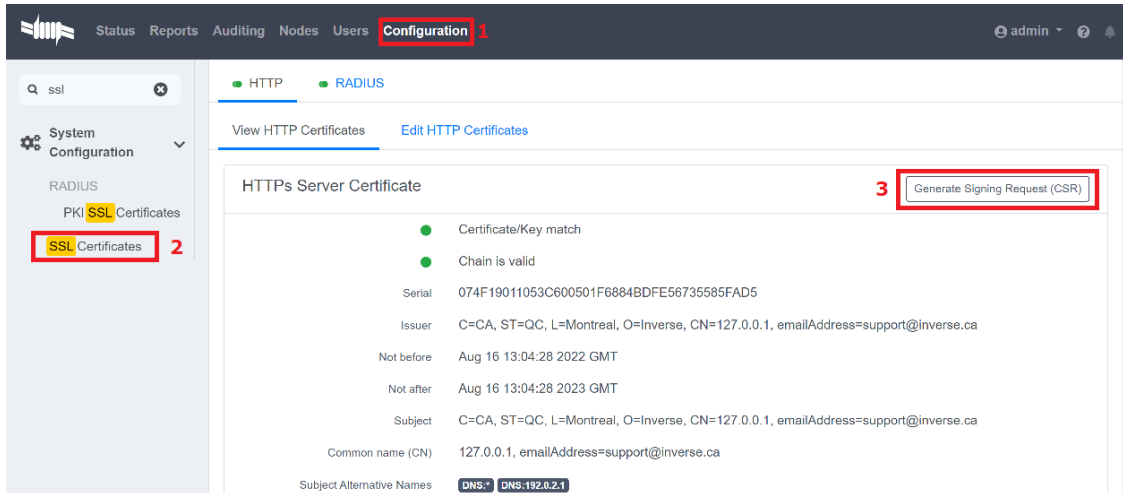 Status Reports Auditing Nodes Users Configuration 1 admin ?
ssl
System
Configuration
RADIUS
PKI SSL Certificates
SSL Certificates 2
HTTP RADIUS
View HTTP Certificates Edit HTTP Certificates
HTTPs Server Certificate 3 Generate Signing Request (CSR)
Certificate/Key match
Chain is valid
Serial 074F19011053C600501F6884BDFE56735585FAD5
Issuer C=CA, ST=QC, L=Montreal, O=Inverse, CN=127.0.0.1, emailAddress=support@inverse.ca
Not before Aug 16 13:04:28 2022 GMT
Not after Aug 16 13:04:28 2023 GMT
Subject C=CA, ST=QC, L=Montreal, O=Inverse, CN=127.0.0.1, emailAddress=support@inverse.ca
Common name (CN) 127.0.0.1, emailAddress=support@inverse.ca
Subject Alternative Names DNS:* DNS:192.0.2.1